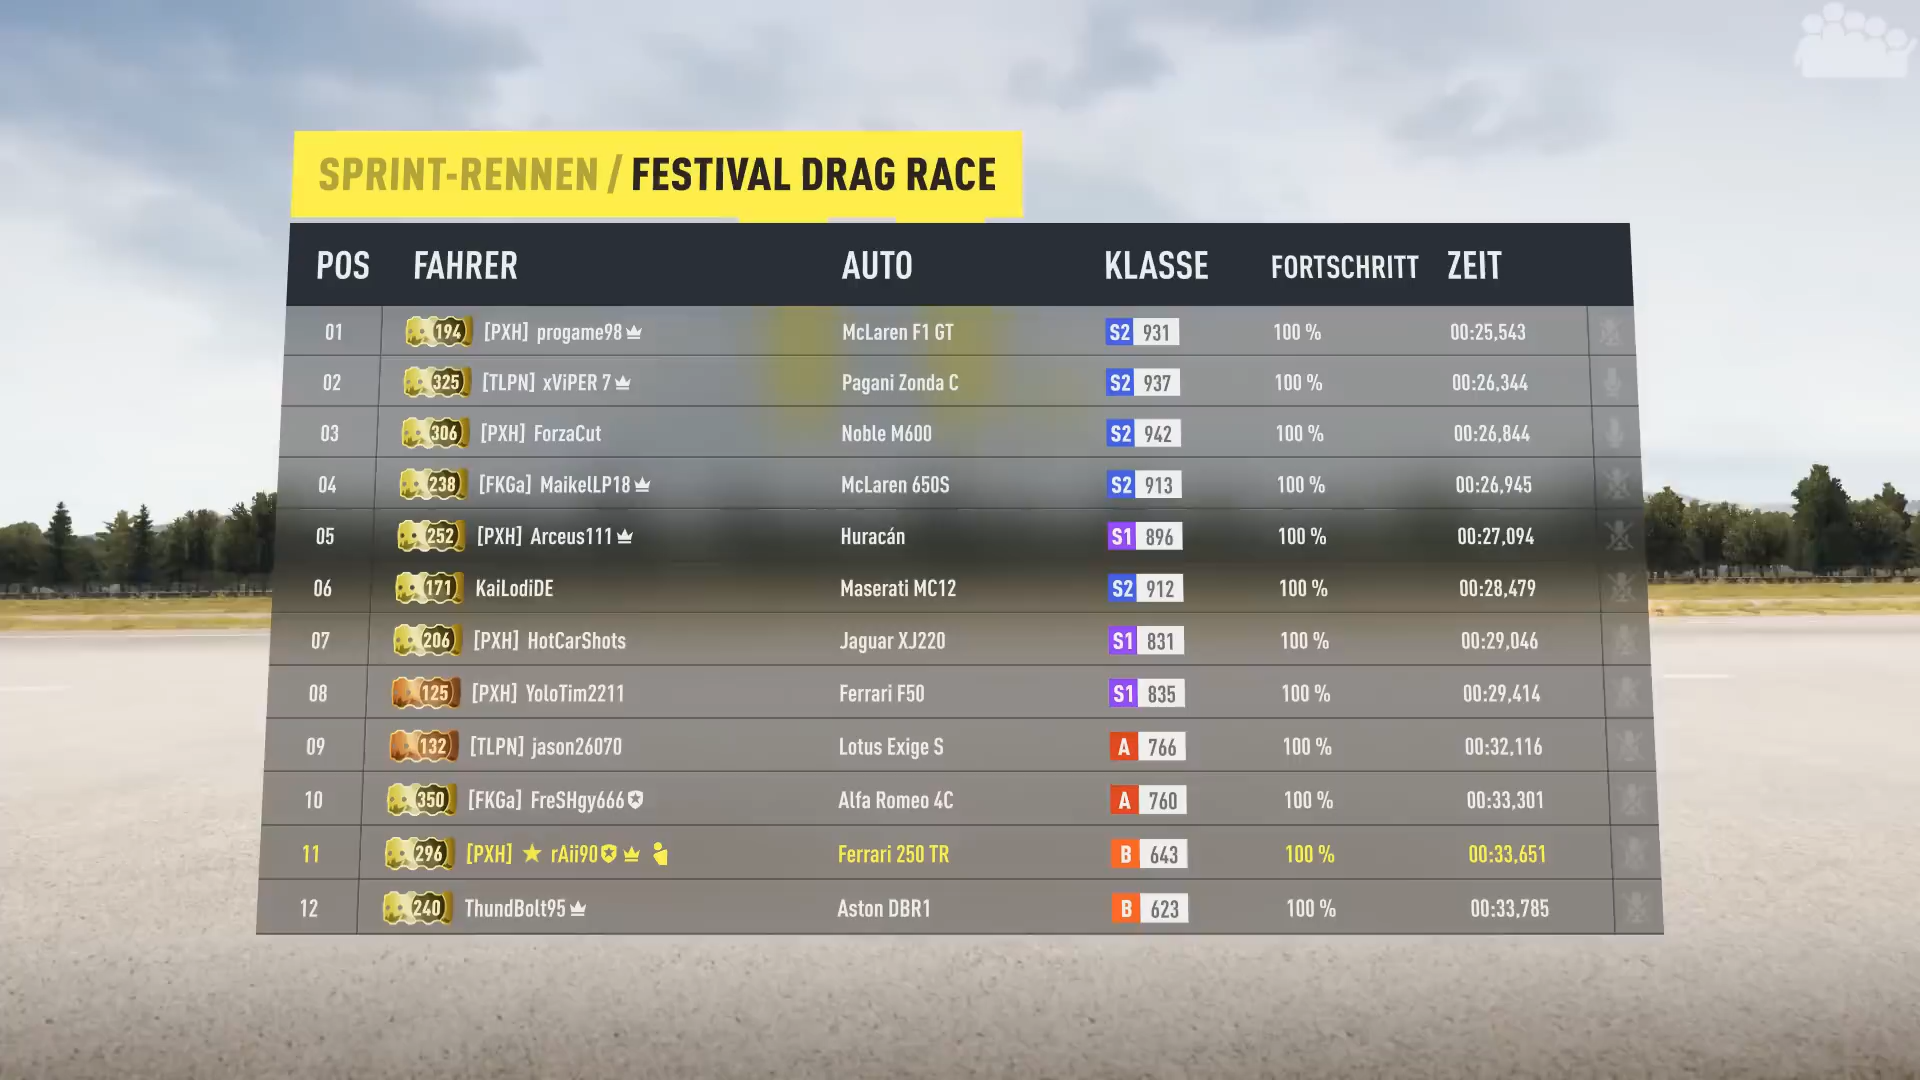 SPRINT-RENNEN / FESTIVAL DRAG RACE
POS FAHRER AUTO KLASSE FORTSCHRITT ZEIT
01 194 [PXH] progame98 McLaren F1 GT S2 931 100 % 00:25,543
02 325 [TLPN] xViPER 7 Pagani Zonda C S2 937 100 % 00:26,344
03 306 [PXH] ForzaCut Noble M600 S2 942 100 % 00:26,844
04 238 [FKGa] MaikelLP18 McLaren 650S S2 913 100 % 00:26,945
05 252 [PXH] Arceus111 Huracán S1 896 100 % 00:27,094
06 171 KaiLodiDE Maserati MC12 S2 912 100 % 00:28,479
07 206 [PXH] HotCarShots Jaguar XJ220 S1 831 100 % 00:29,046
08 125 [PXH] YoloTim2211 Ferrari F50 S1 835 100 % 00:29,414
09 132 [TLPN] jason26070 Lotus Exige S A 766 100 % 00:32,116
10 350 [FKGa] FreSHgy666 Alfa Romeo 4C A 760 100 % 00:33,301
11 296 [PXH] ★ rAii90 Ferrari 250 TR B 643 100 % 00:33,651
12 240 ThundBolt95 Aston DBR1 B 623 100 % 00:33,785